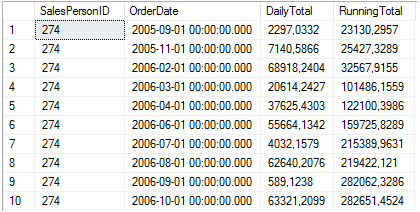 SalesPersonID OrderDate DailyTotal RunningTotal
1 274 2005-09-01 00:00:00.000 2297,0332 23130,2957
2 274 2005-11-01 00:00:00.000 7140,5866 25427,3289
3 274 2006-02-01 00:00:00.000 68918,2404 32567,9155
4 274 2006-03-01 00:00:00.000 20614,2427 101486,1559
5 274 2006-04-01 00:00:00.000 37625,4303 122100,3986
6 274 2006-06-01 00:00:00.000 55664,1342 159725,8289
7 274 2006-07-01 00:00:00.000 4032,1579 215389,9631
8 274 2006-08-01 00:00:00.000 62640,2076 219422,121
9 274 2006-09-01 00:00:00.000 589,1238 282062,3286
10 274 2006-10-01 00:00:00.000 63321,2099 282651,4524